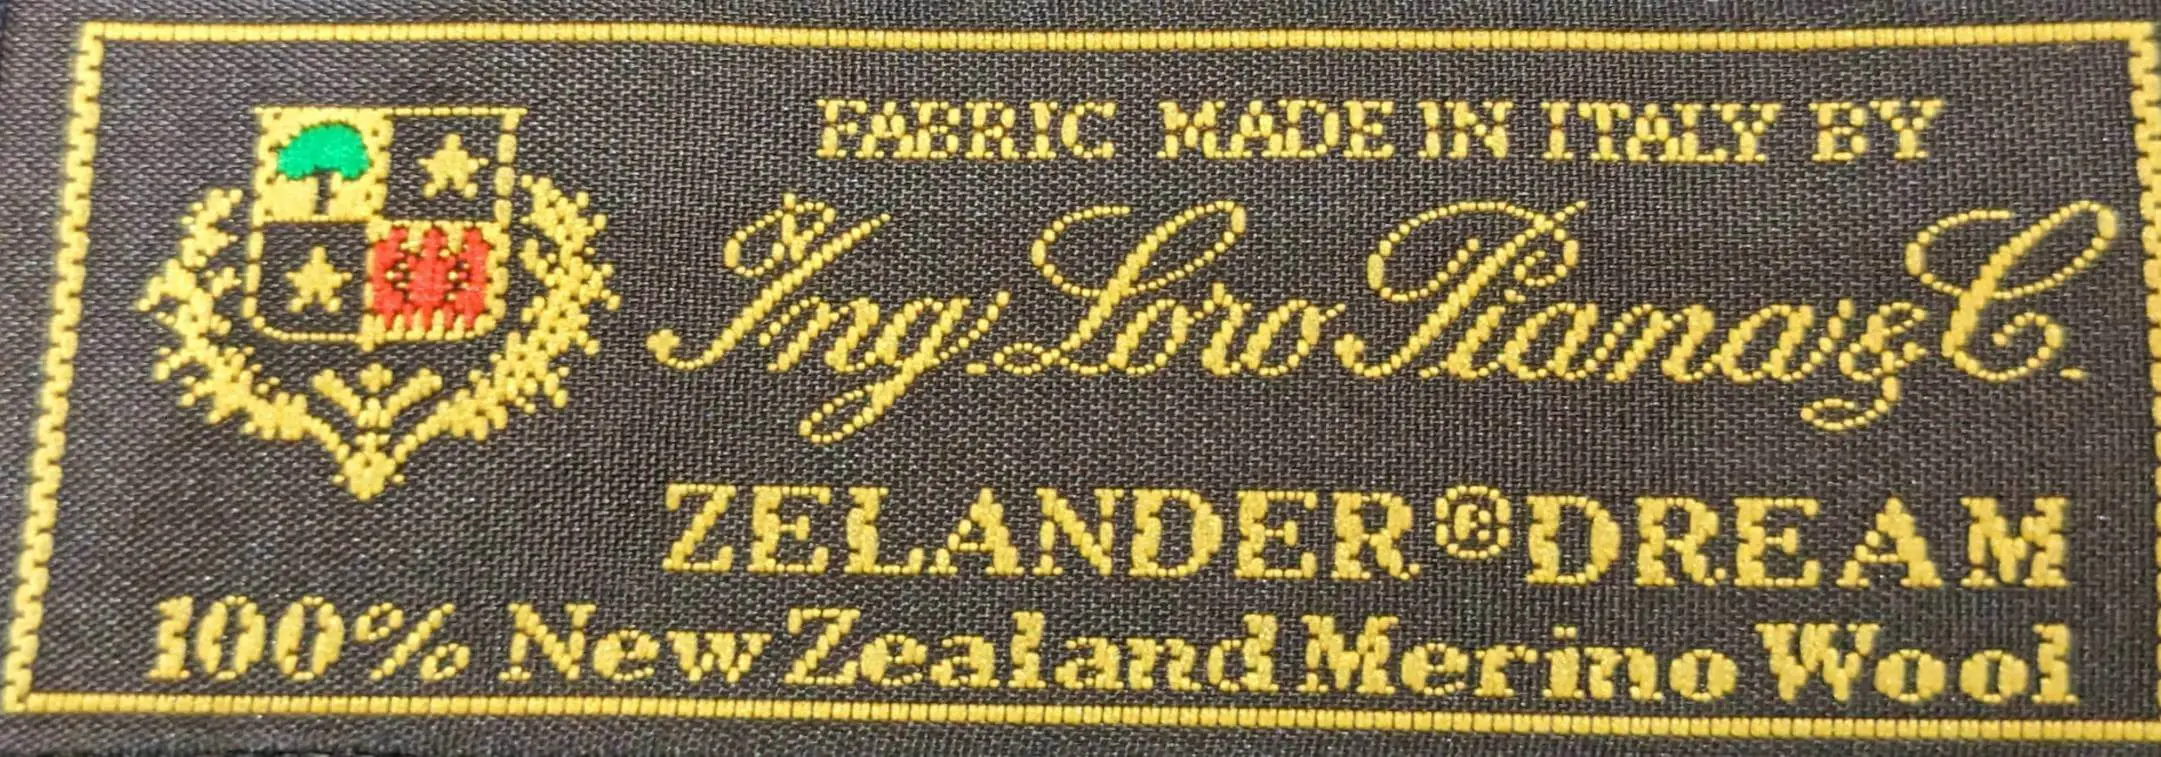 FABRIC MADE IN ITALY BY
Ing. Loro Piana & C.
ZELANDER®DREAM
100% New Zealand Merino Wool